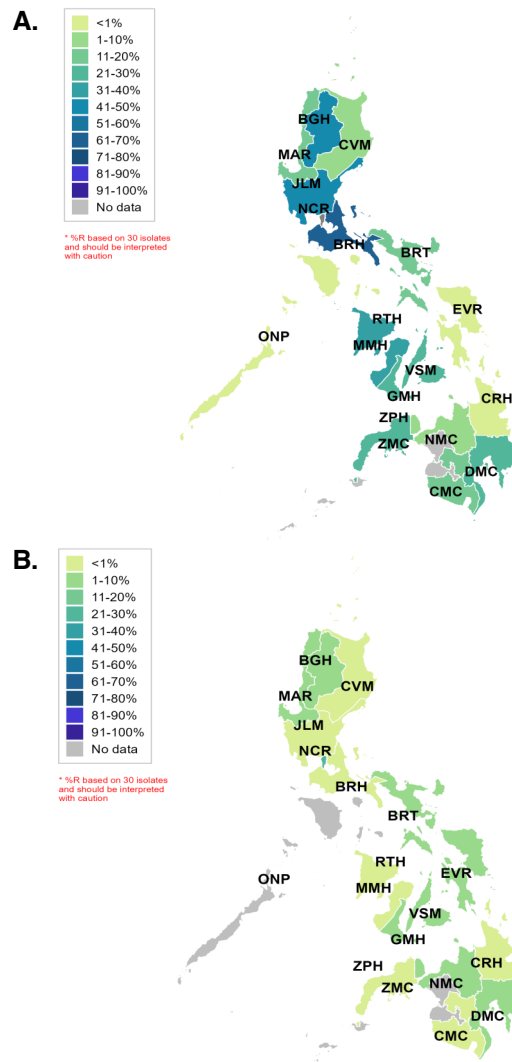 A.
<1%
1-10%
11-20%
21-30%
31-40%
41-50%
51-60%
61-70%
71-80%
81-90%
91-100%
No data
* %R based on 30 isolates
and should be interpreted
with caution
BGH
CVM
MAR
JLM
NCR
BRH
BRT
EVR
ONP
RTH
MMH
VSM
GMH
CRH
ZPH
NMC
ZMC
DMC
CMC
B.
<1%
1-10%
11-20%
21-30%
31-40%
41-50%
51-60%
61-70%
71-80%
81-90%
91-100%
No data
* %R based on 30 isolates
and should be interpreted
with caution
BGH
CVM
MAR
JLM
NCR
BRH
BRT
RTH
EVR
ONP
MMH
VSM
GMH
ZPH
CRH
NMC
ZMC
DMC
CMC